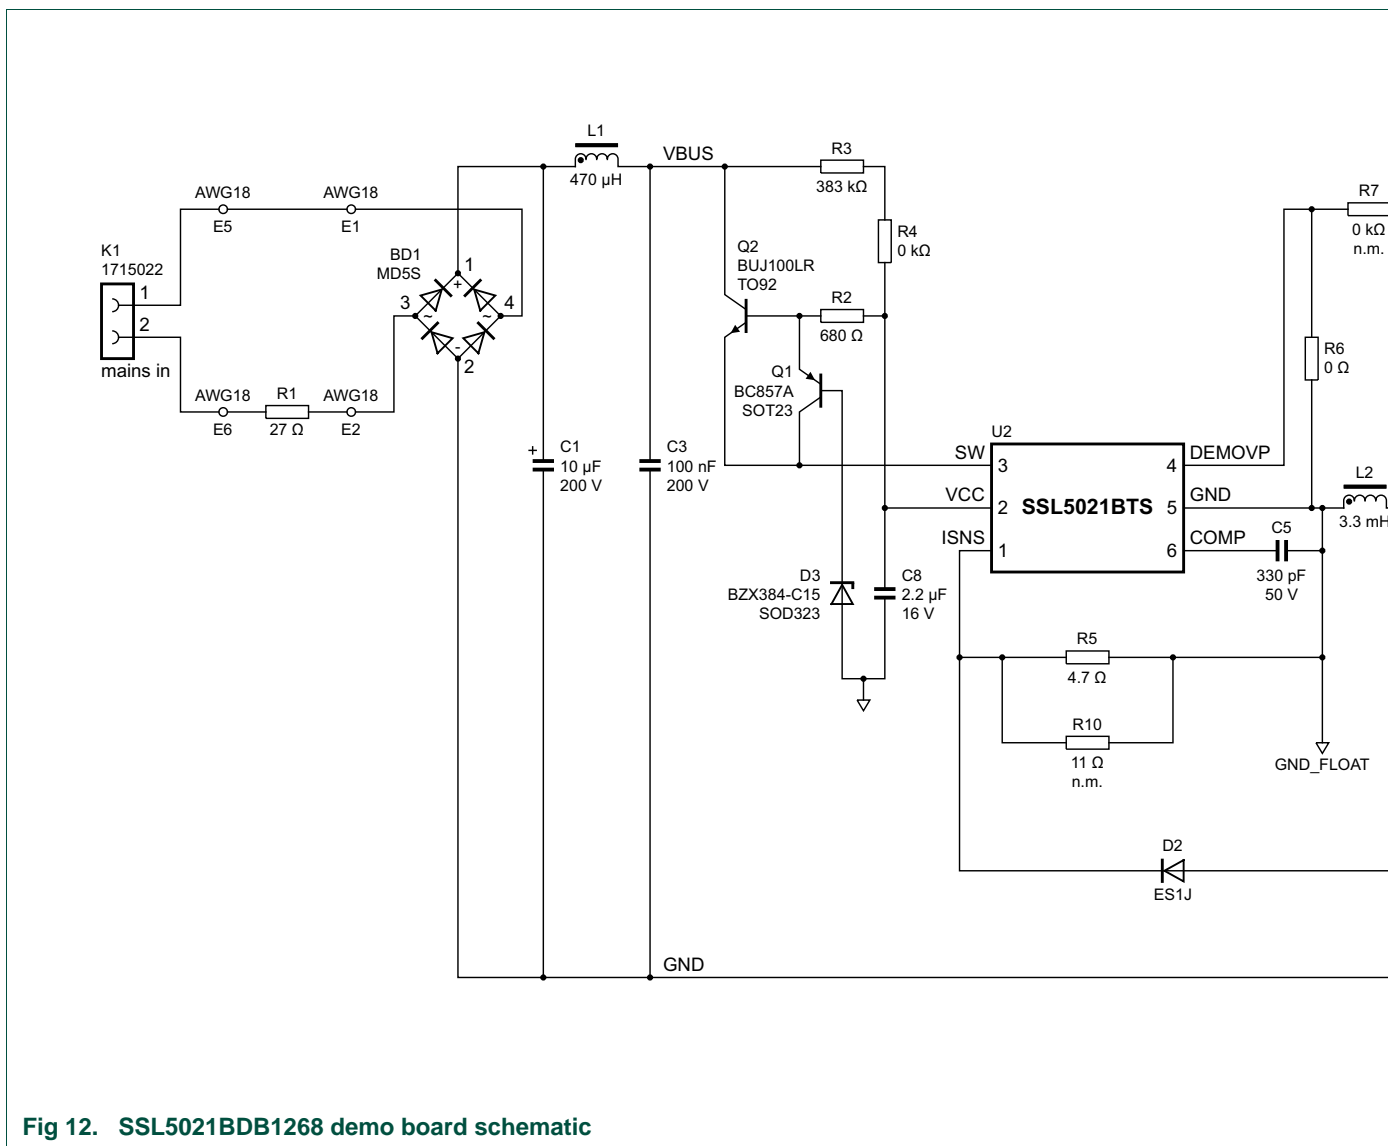 L1
470 µH
VBUS
R3
383 kΩ
AWG18
E5
AWG18
E1
R7
0 kΩ
n.m.
K1
1715022
1
2
mains in
BD1
MD5S
1
+
3
~
~
4
-
2
Q2
BUJ100LR
TO92
R4
0 kΩ
R2
680 Ω
R6
0 Ω
AWG18
E6
R1
27 Ω
AWG18
E2
Q1
BC857A
SOT23
+
C1
10 µF
200 V
C3
100 nF
200 V
U2
SW
3
VCC
2
ISNS
1
SSL5021BTS
4
DEMOVP
5
GND
6
COMP
L2
3.3 mH
C5
330 pF
50 V
D3
BZX384-C15
SOD323
C8
2.2 µF
16 V
R5
4.7 Ω
R10
11 Ω
n.m.
GND_FLOAT
D2
ES1J
GND
Fig 12. SSL5021BDB1268 demo board schematic